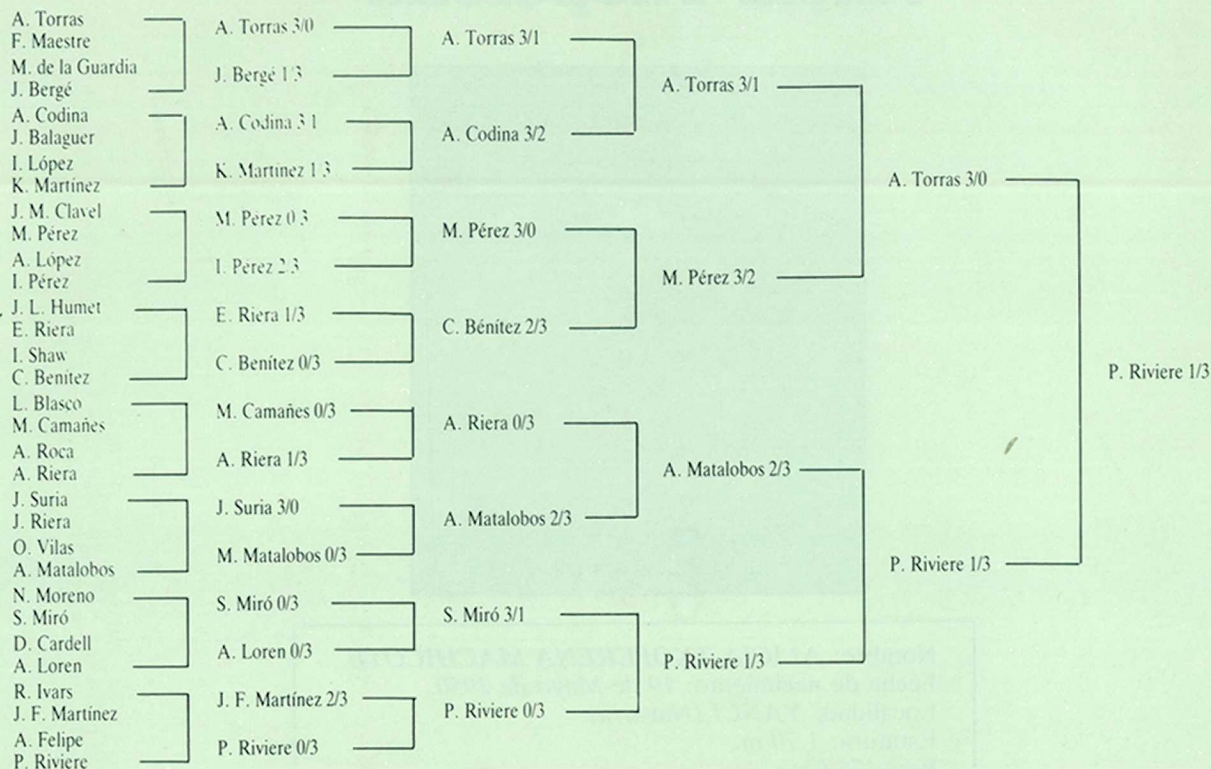 A. Torras
F. Maestre
M. de la Guardia
J. Bergé
A. Codina
J. Balaguer
I. López
K. Martínez
J. M. Clavel
M. Pérez
A. López
I. Pérez
J. L. Humet
E. Riera
I. Shaw
C. Benítez
L. Blasco
M. Camañes
A. Roca
A. Riera
J. Suria
J. Riera
O. Vilas
A. Matalobos
N. Moreno
S. Miró
D. Cardell
A. Loren
R. Ivars
J. F. Martínez
A. Felipe
P. Riviere
A. Torras 3/0
J. Bergé 1/3
A. Codina 3/1
K. Martínez 1/3
M. Pérez 0/3
I. Pérez 2/3
E. Riera 1/3
C. Benítez 0/3
M. Camañes 0/3
A. Riera 1/3
J. Suria 3/0
M. Matalobos 0/3
S. Miró 0/3
A. Loren 0/3
J. F. Martínez 2/3
P. Riviere 0/3
A. Torras 3/1
A. Codina 3/2
M. Pérez 3/0
C. Bénítez 2/3
A. Riera 0/3
A. Matalobos 2/3
S. Miró 3/1
P. Riviere 0/3
A. Torras 3/1
M. Pérez 3/2
A. Matalobos 2/3
P. Riviere 1/3
A. Torras 3/0
P. Riviere 1/3
P. Riviere 1/3